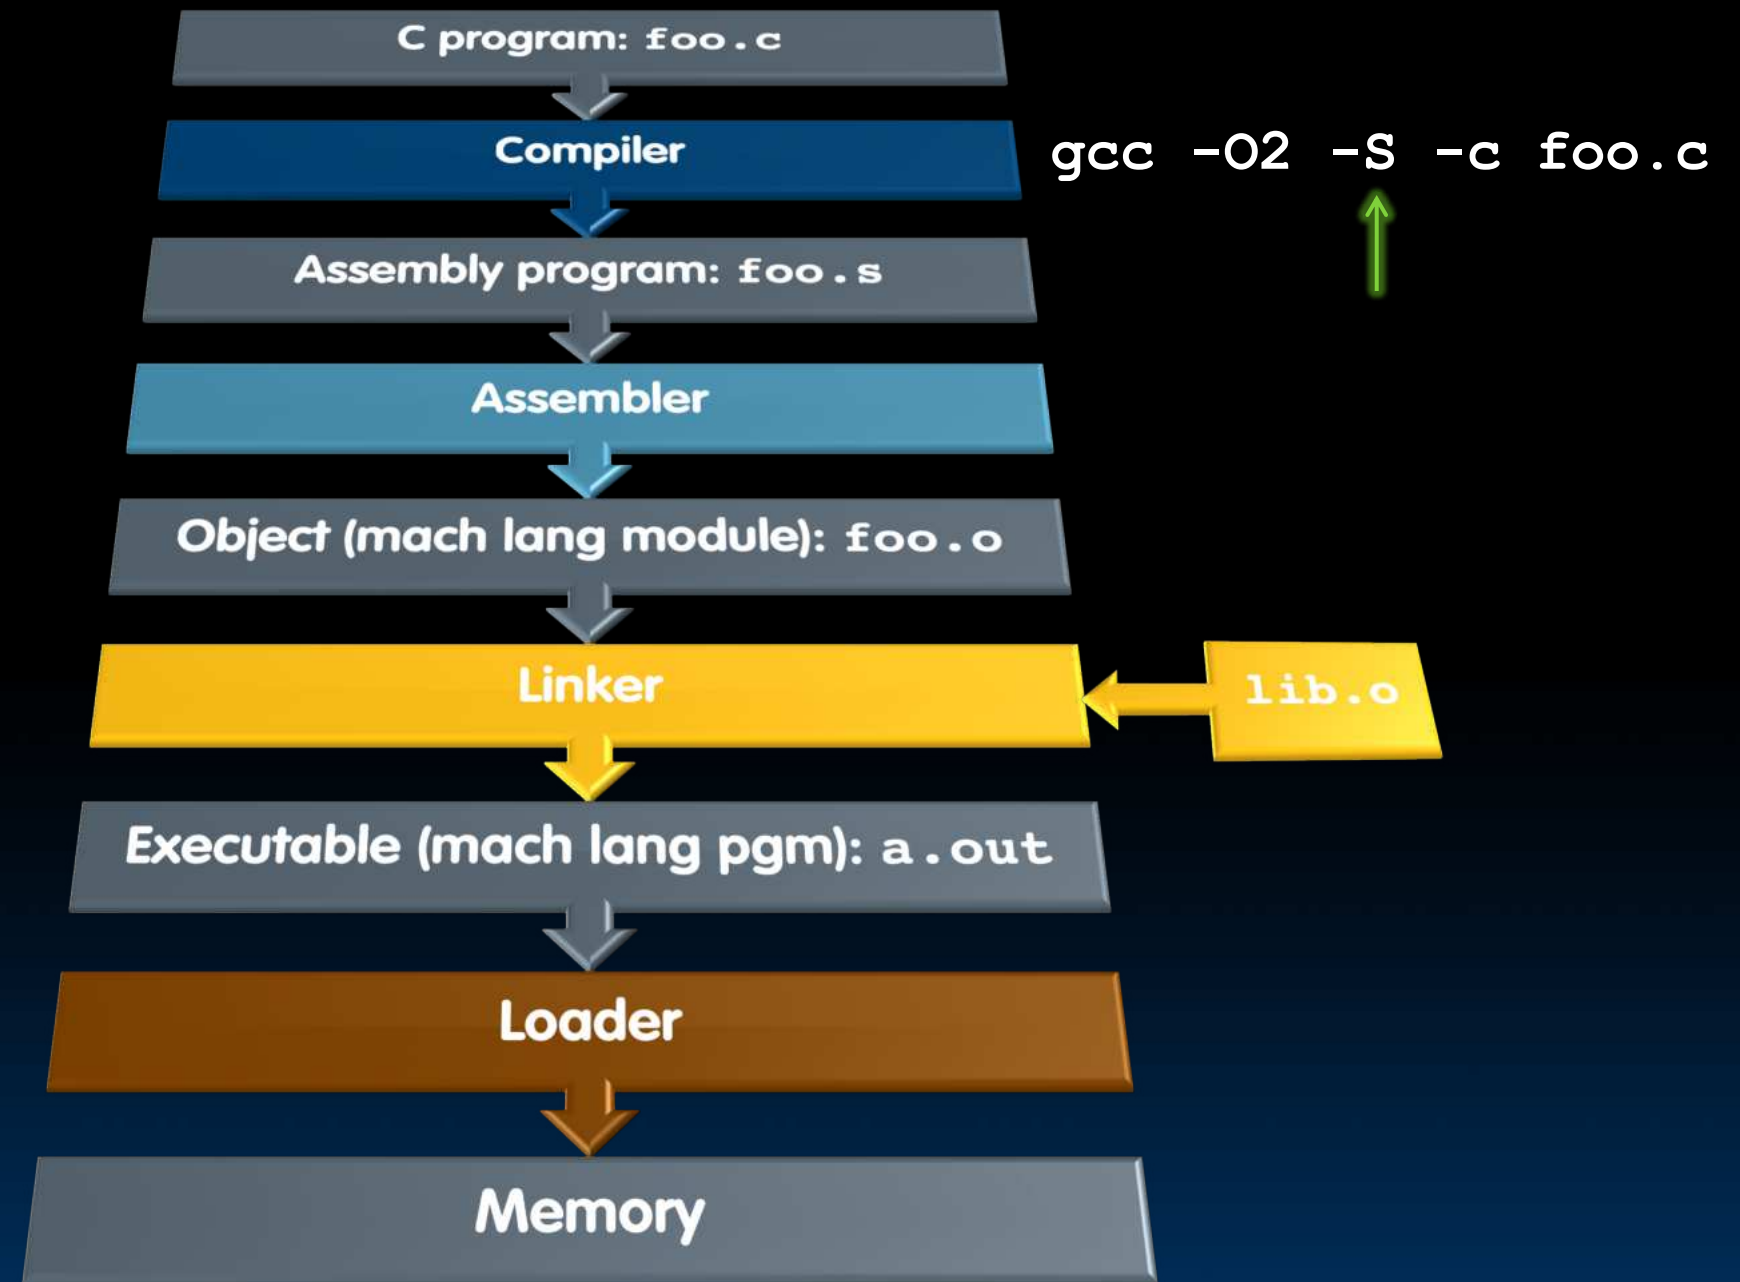 C program: foo.c
Compiler
gcc -O2 -S -c foo.c
Assembly program: foo.s
Assembler
Object (mach lang module): foo.o
Linker
lib.o
Executable (mach lang pgm): a.out
Loader
Memory